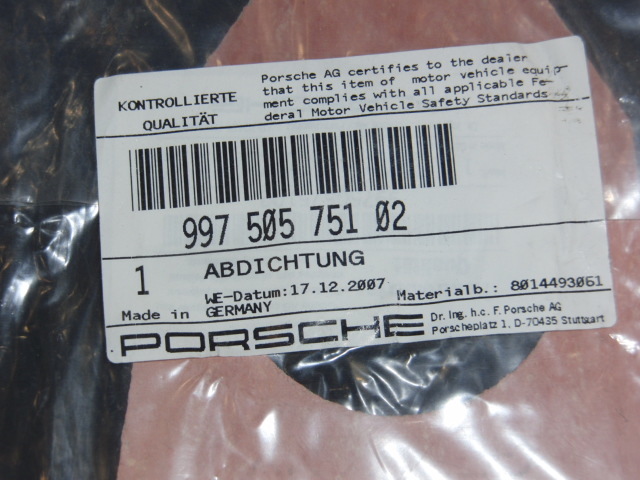 KONTROLLIERTE
QUALITÄT
Porsche AG certifies to the dealer
that this item of motor vehicle equip
ment complies with all applicable Fe-
deral Motor Vehicle Safety Standards
997 505 751 02
1
ABDICHTUNG
WE-Datum:17.12.2007
Materialb.: 8014493061
Made in GERMANY
PORSCHE
Dr. Ing. h.c. F. Porsche AG
Porscheplatz 1, D-70435 Stuttgart